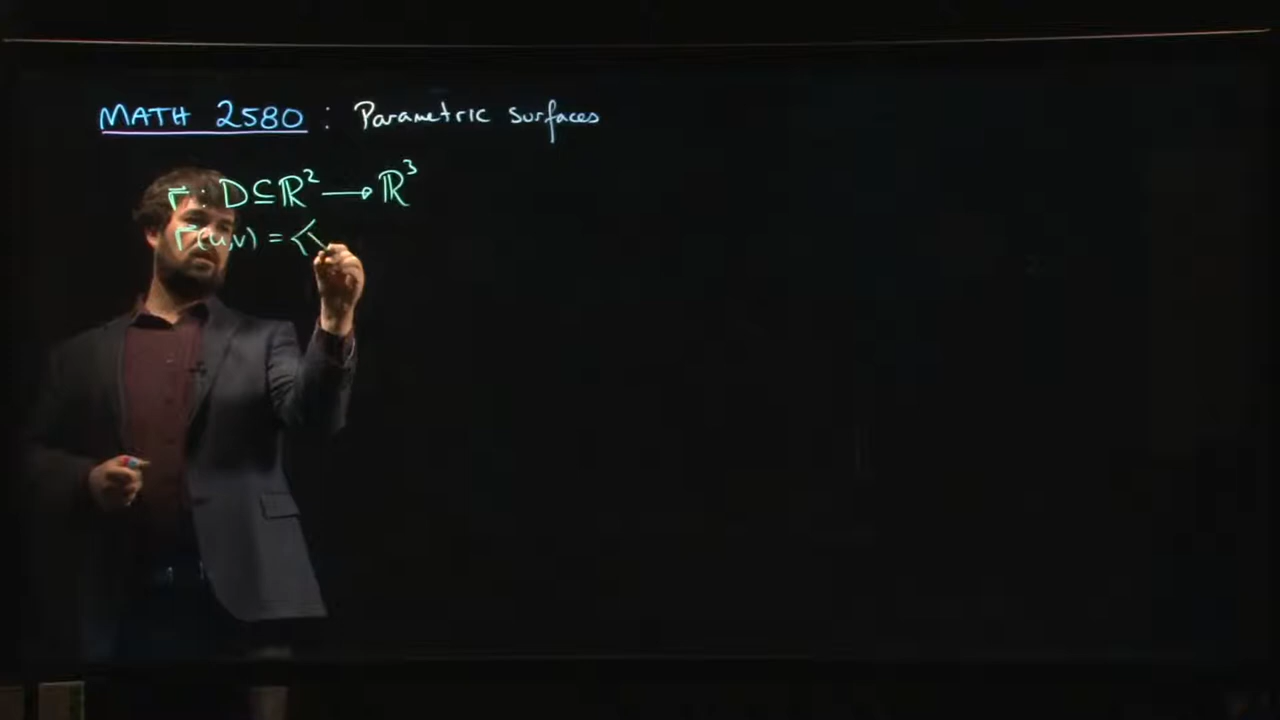 MATH 2580 : Parametric surfaces
r⃗ : D ⊆ ℝ² → ℝ³
r⃗(u,v) = ⟨